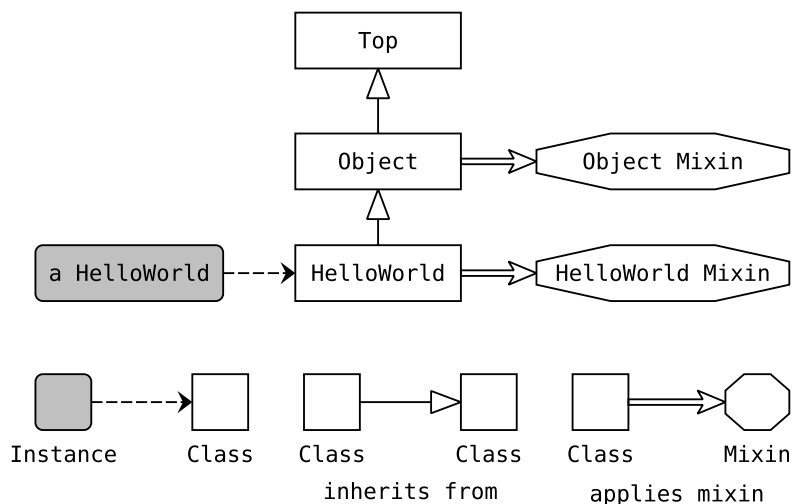 Top
Object
Object Mixin
a HelloWorld
HelloWorld
HelloWorld Mixin
Instance
Class
Class
Class
Class
Mixin
inherits from
applies mixin